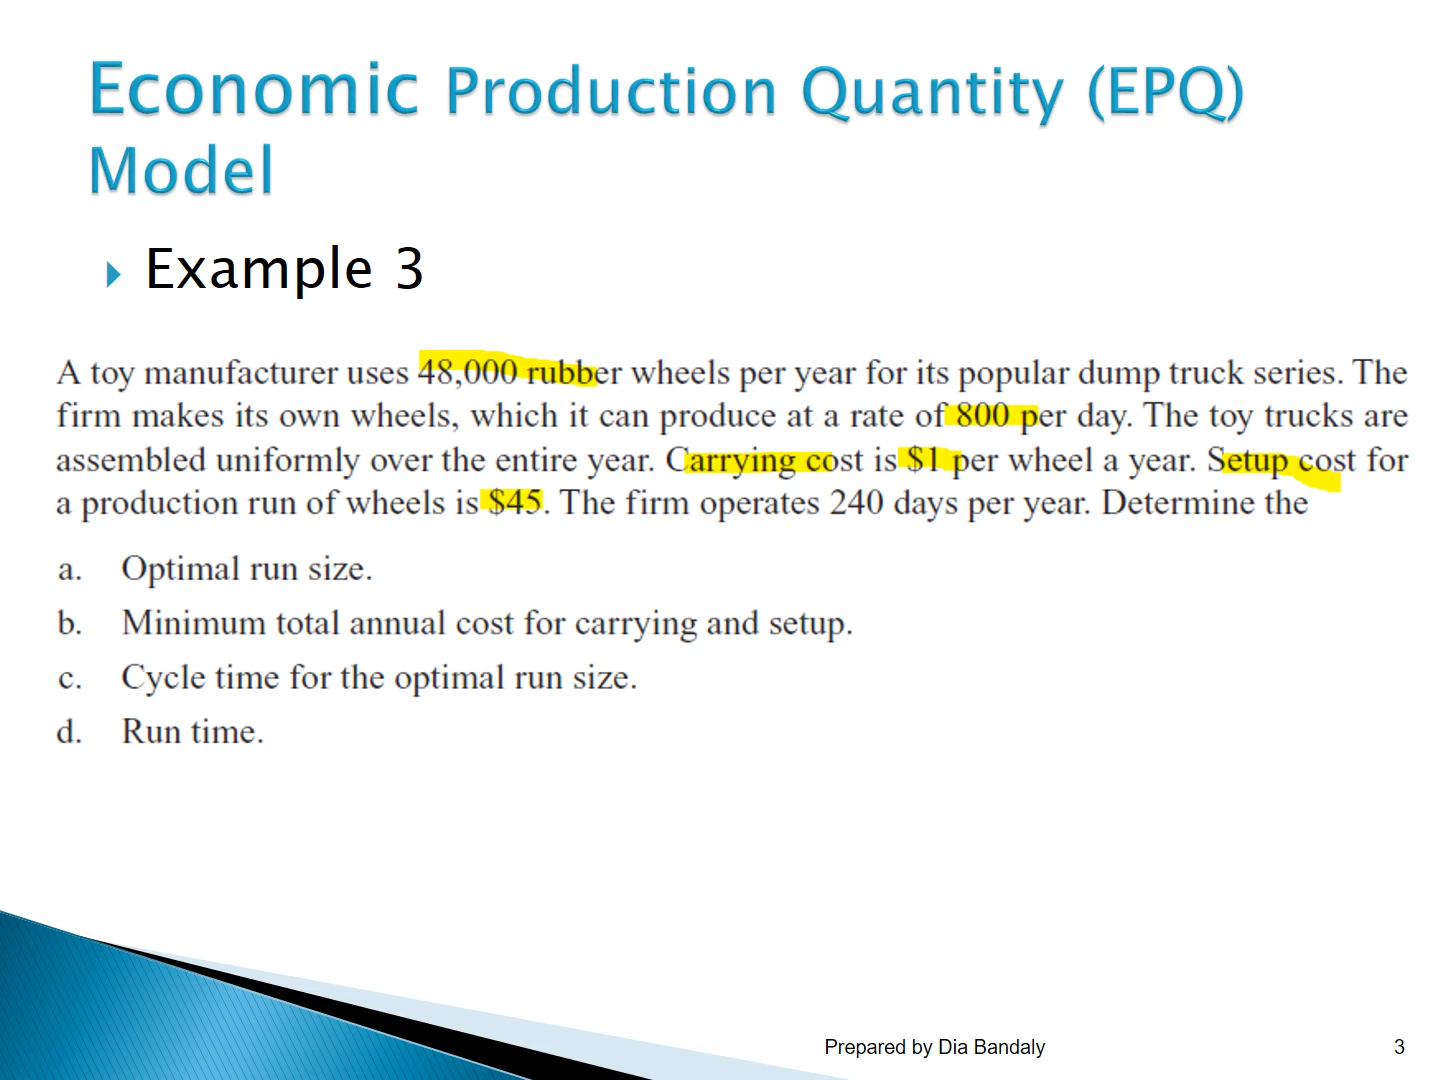 Economic Production Quantity (EPQ)
Model
Example 3
A toy manufacturer uses 48,000 rubber wheels per year for its popular dump truck series. The
firm makes its own wheels, which it can produce at a rate of 800 per day. The toy trucks are
assembled uniformly over the entire year. Carrying cost is $1 per wheel a year. Setup cost for
a production run of wheels is $45. The firm operates 240 days per year. Determine the
a. Optimal run size.
b. Minimum total annual cost for carrying and setup.
c. Cycle time for the optimal run size.
d. Run time.
Prepared by Dia Bandaly 3